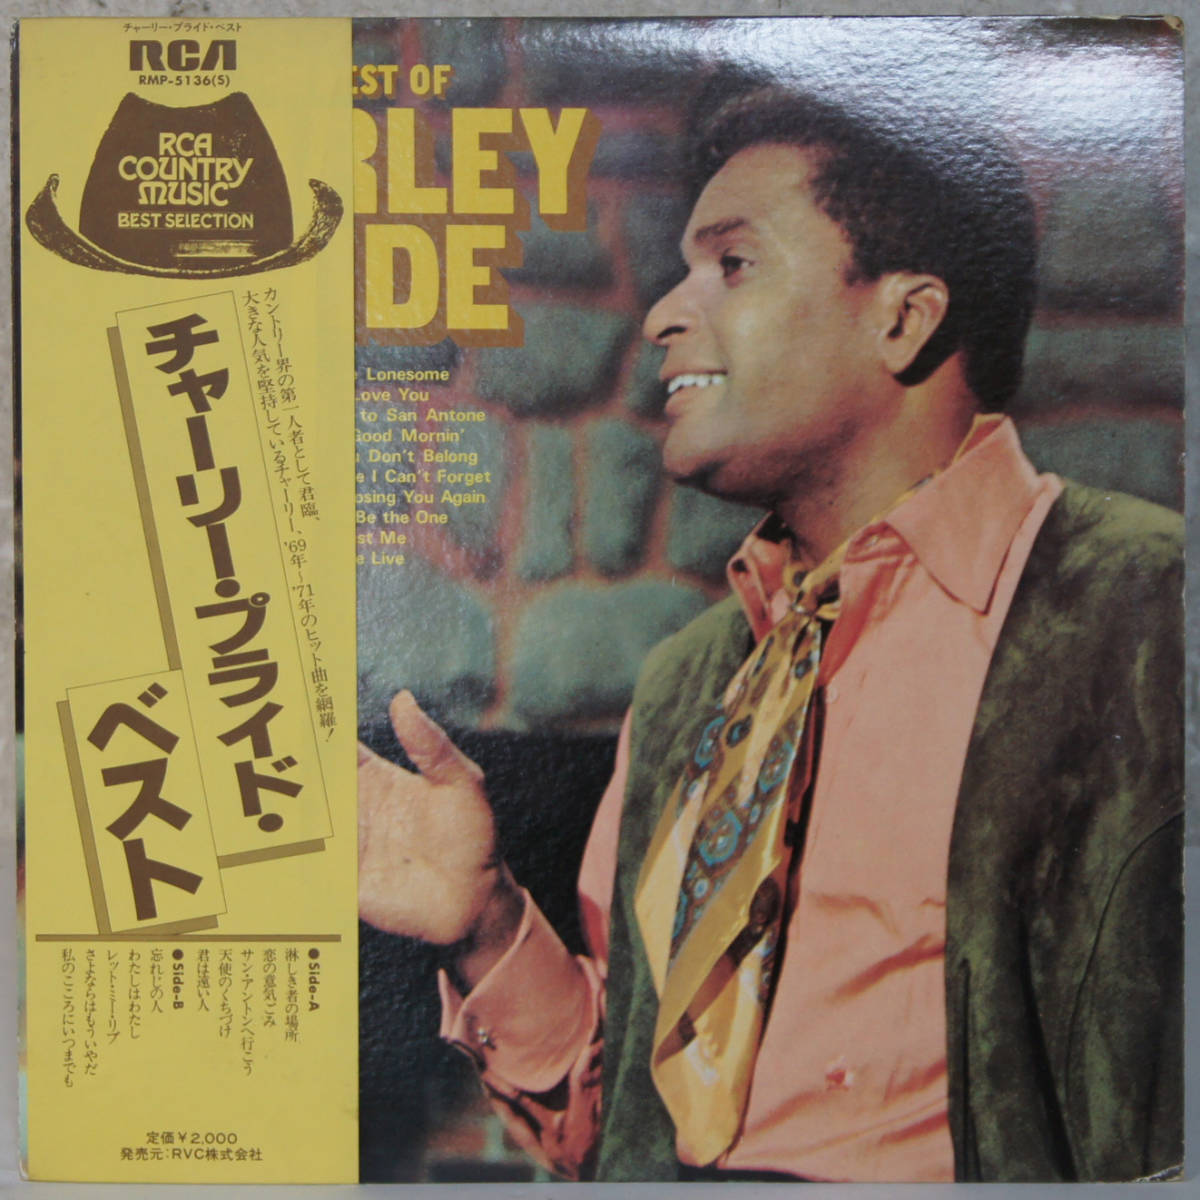 チャーリー・プライド・ベスト
RCA
RMP-5136(S)
RCA
COUNTRY
MUSIC
BEST SELECTION
カントリー界の第一人者として君臨、
大きな人気を堅持しているチャーリー、'69年〜'71年のヒット曲を網羅!
チャーリー・プライド・
ベスト
●Side-A
淋しき者の場所
恋の意気ごみ
サン・アントンへ行こう
天使のくちづけ
君は遠い人
●Side-B
忘れじの人
わたしはわたし
レット・ミー・リブ
さよならはもういやだ
私のこころにいつまでも
定価￥2,000
発売元:RVC株式会社
EST OF
RLEY
DE
e Lonesome
Love You
to San Antone
Good Mornin'
u Don't Belong
e I Can't Forget
osing You Again
Be the One
st Me
e Live